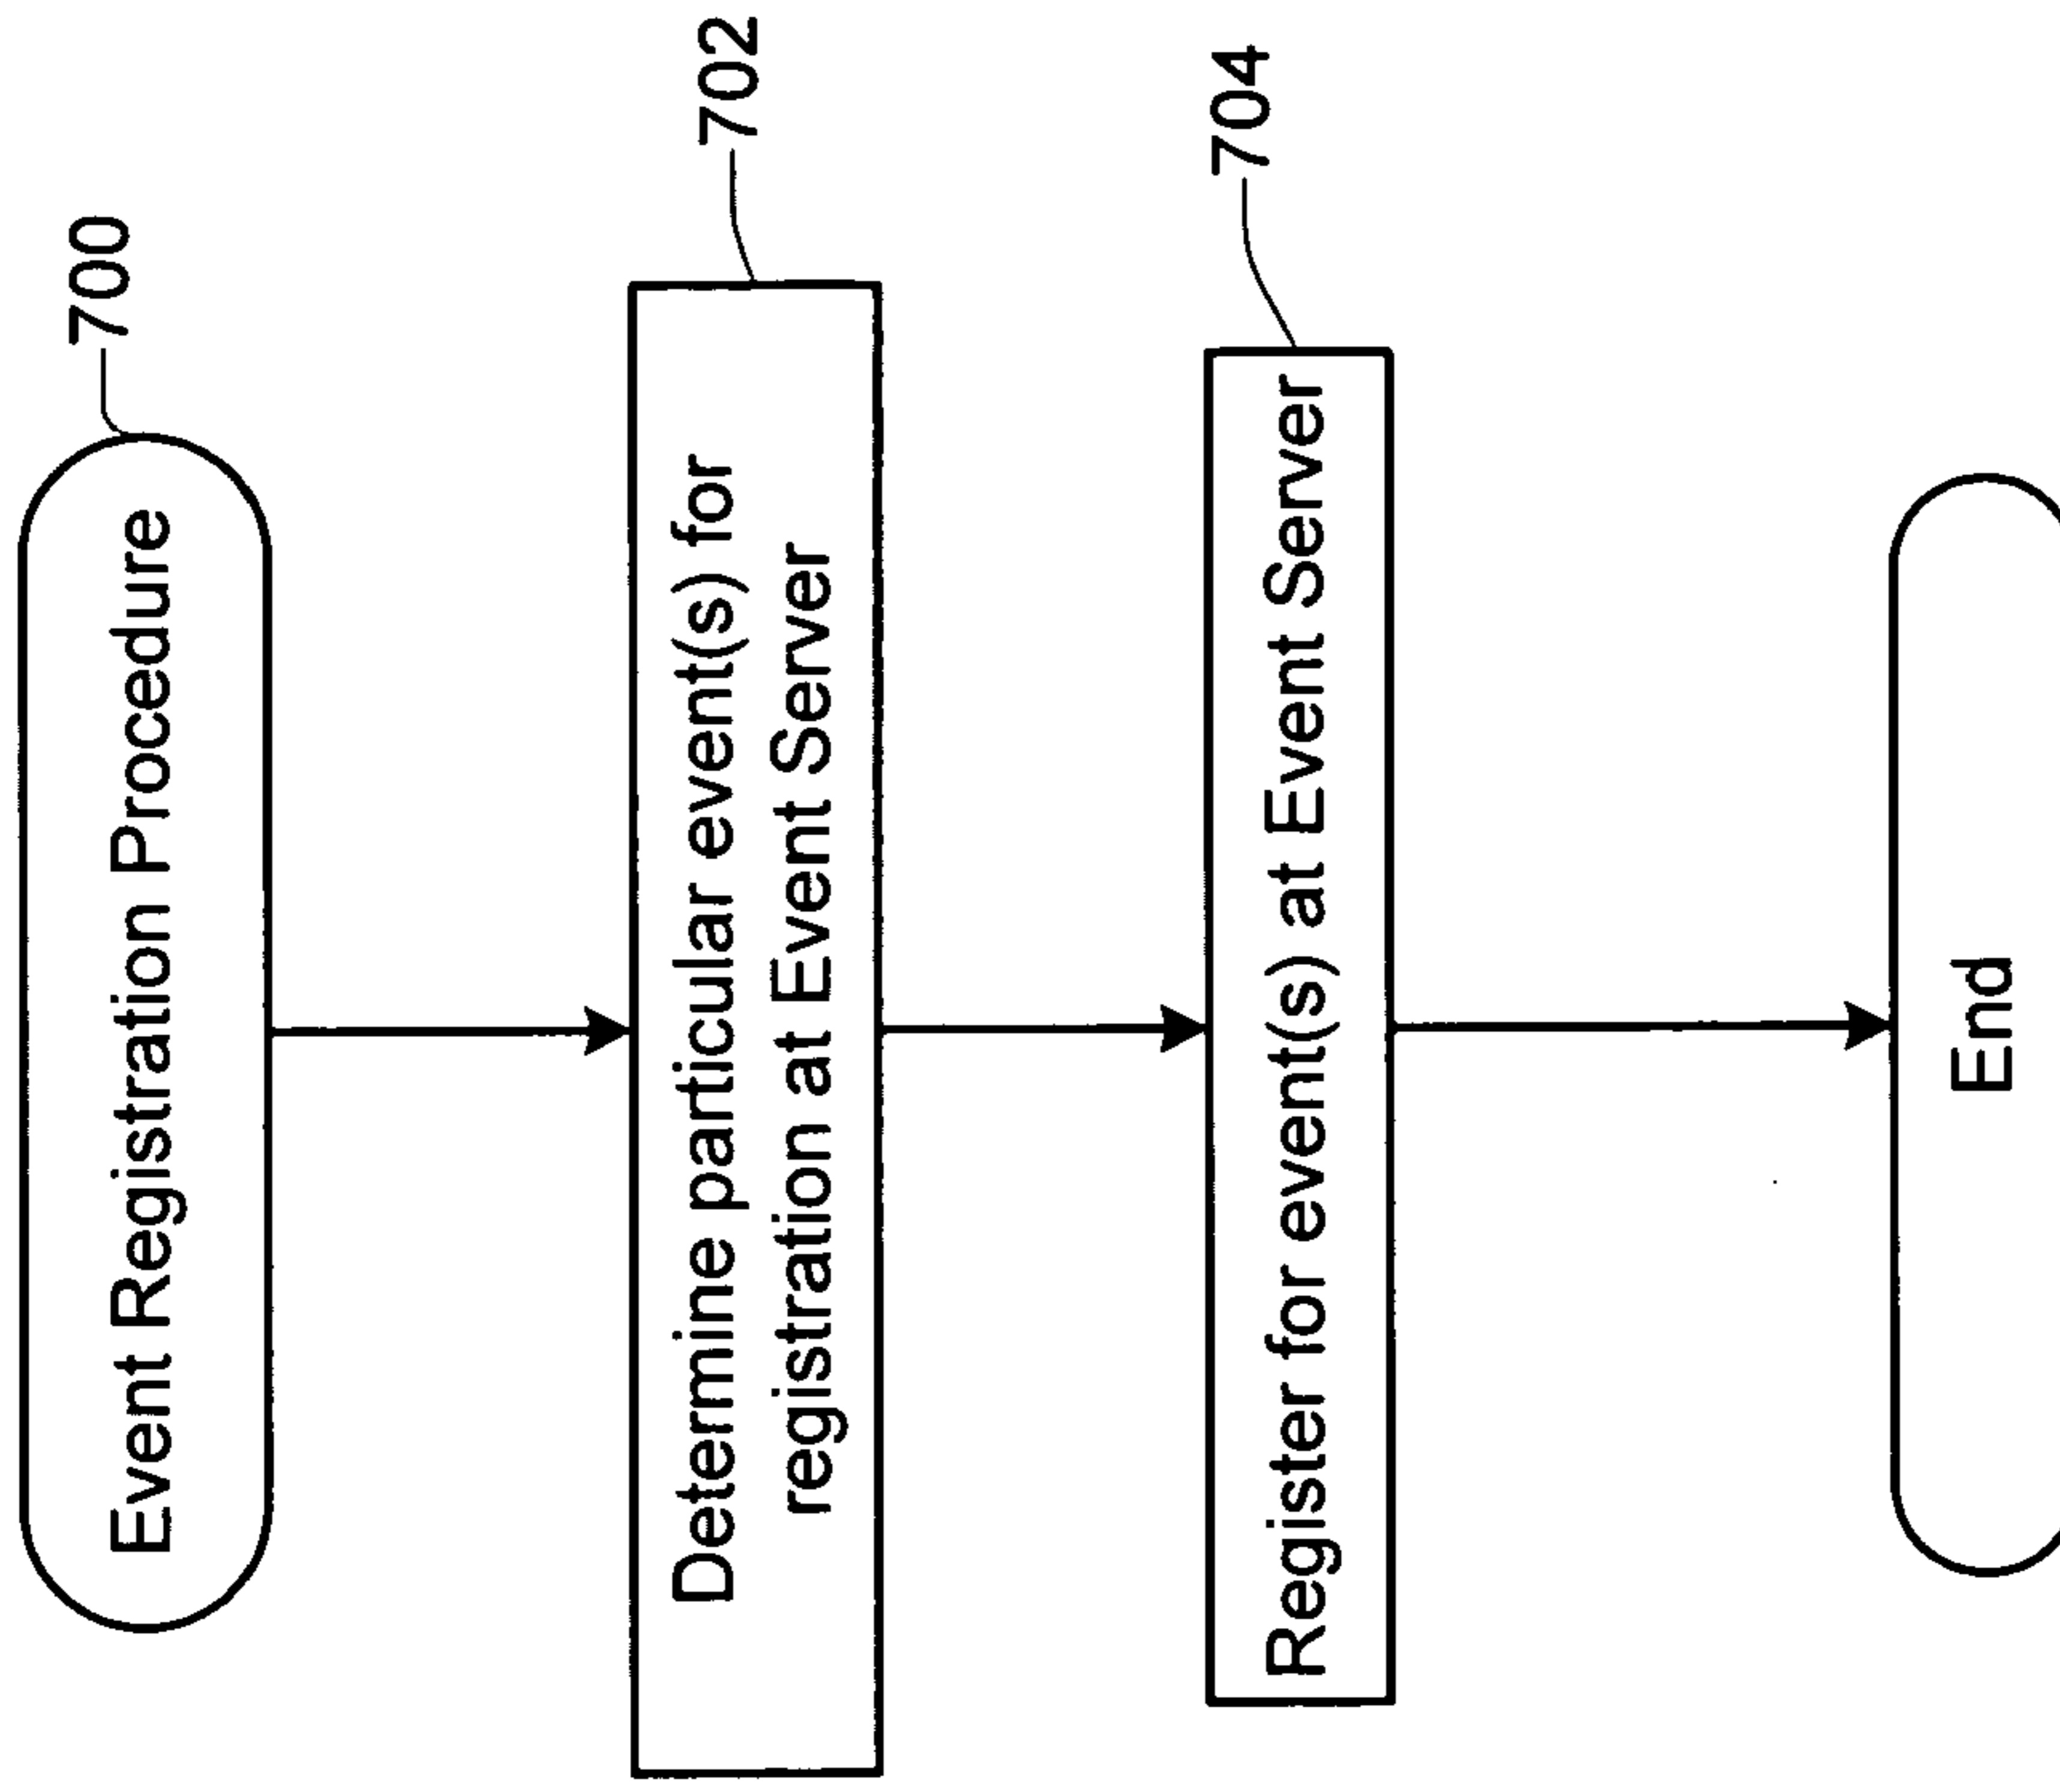 700
Event Registration Procedure
702
Determine particular event(s) for
registration at Event Server
704
Register for event(s) at Event Server
End